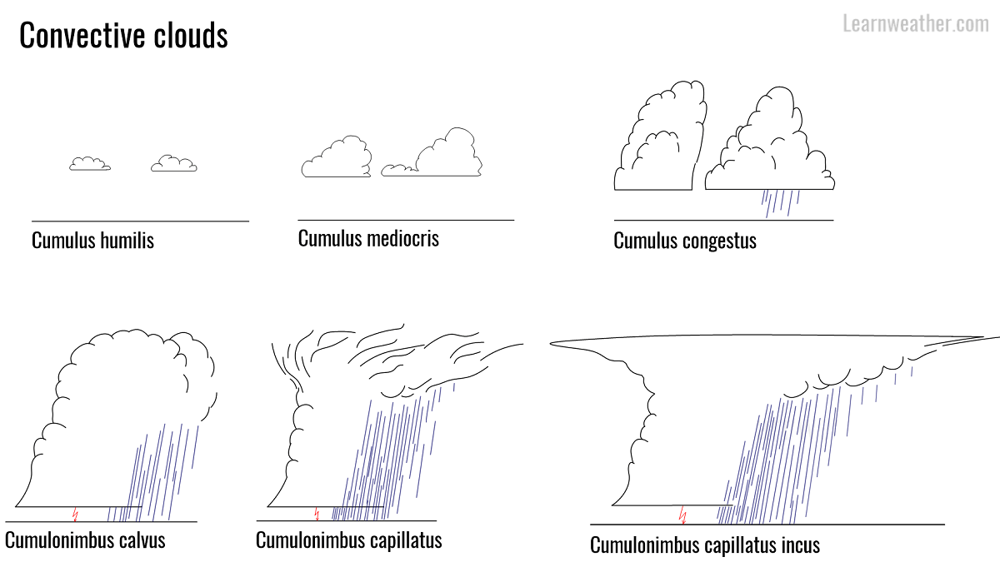 Convective clouds
Learnweather.com
Cumulus humilis
Cumulus mediocris
Cumulus congestus
Cumulonimbus calvus
Cumulonimbus capillatus
Cumulonimbus capillatus incus